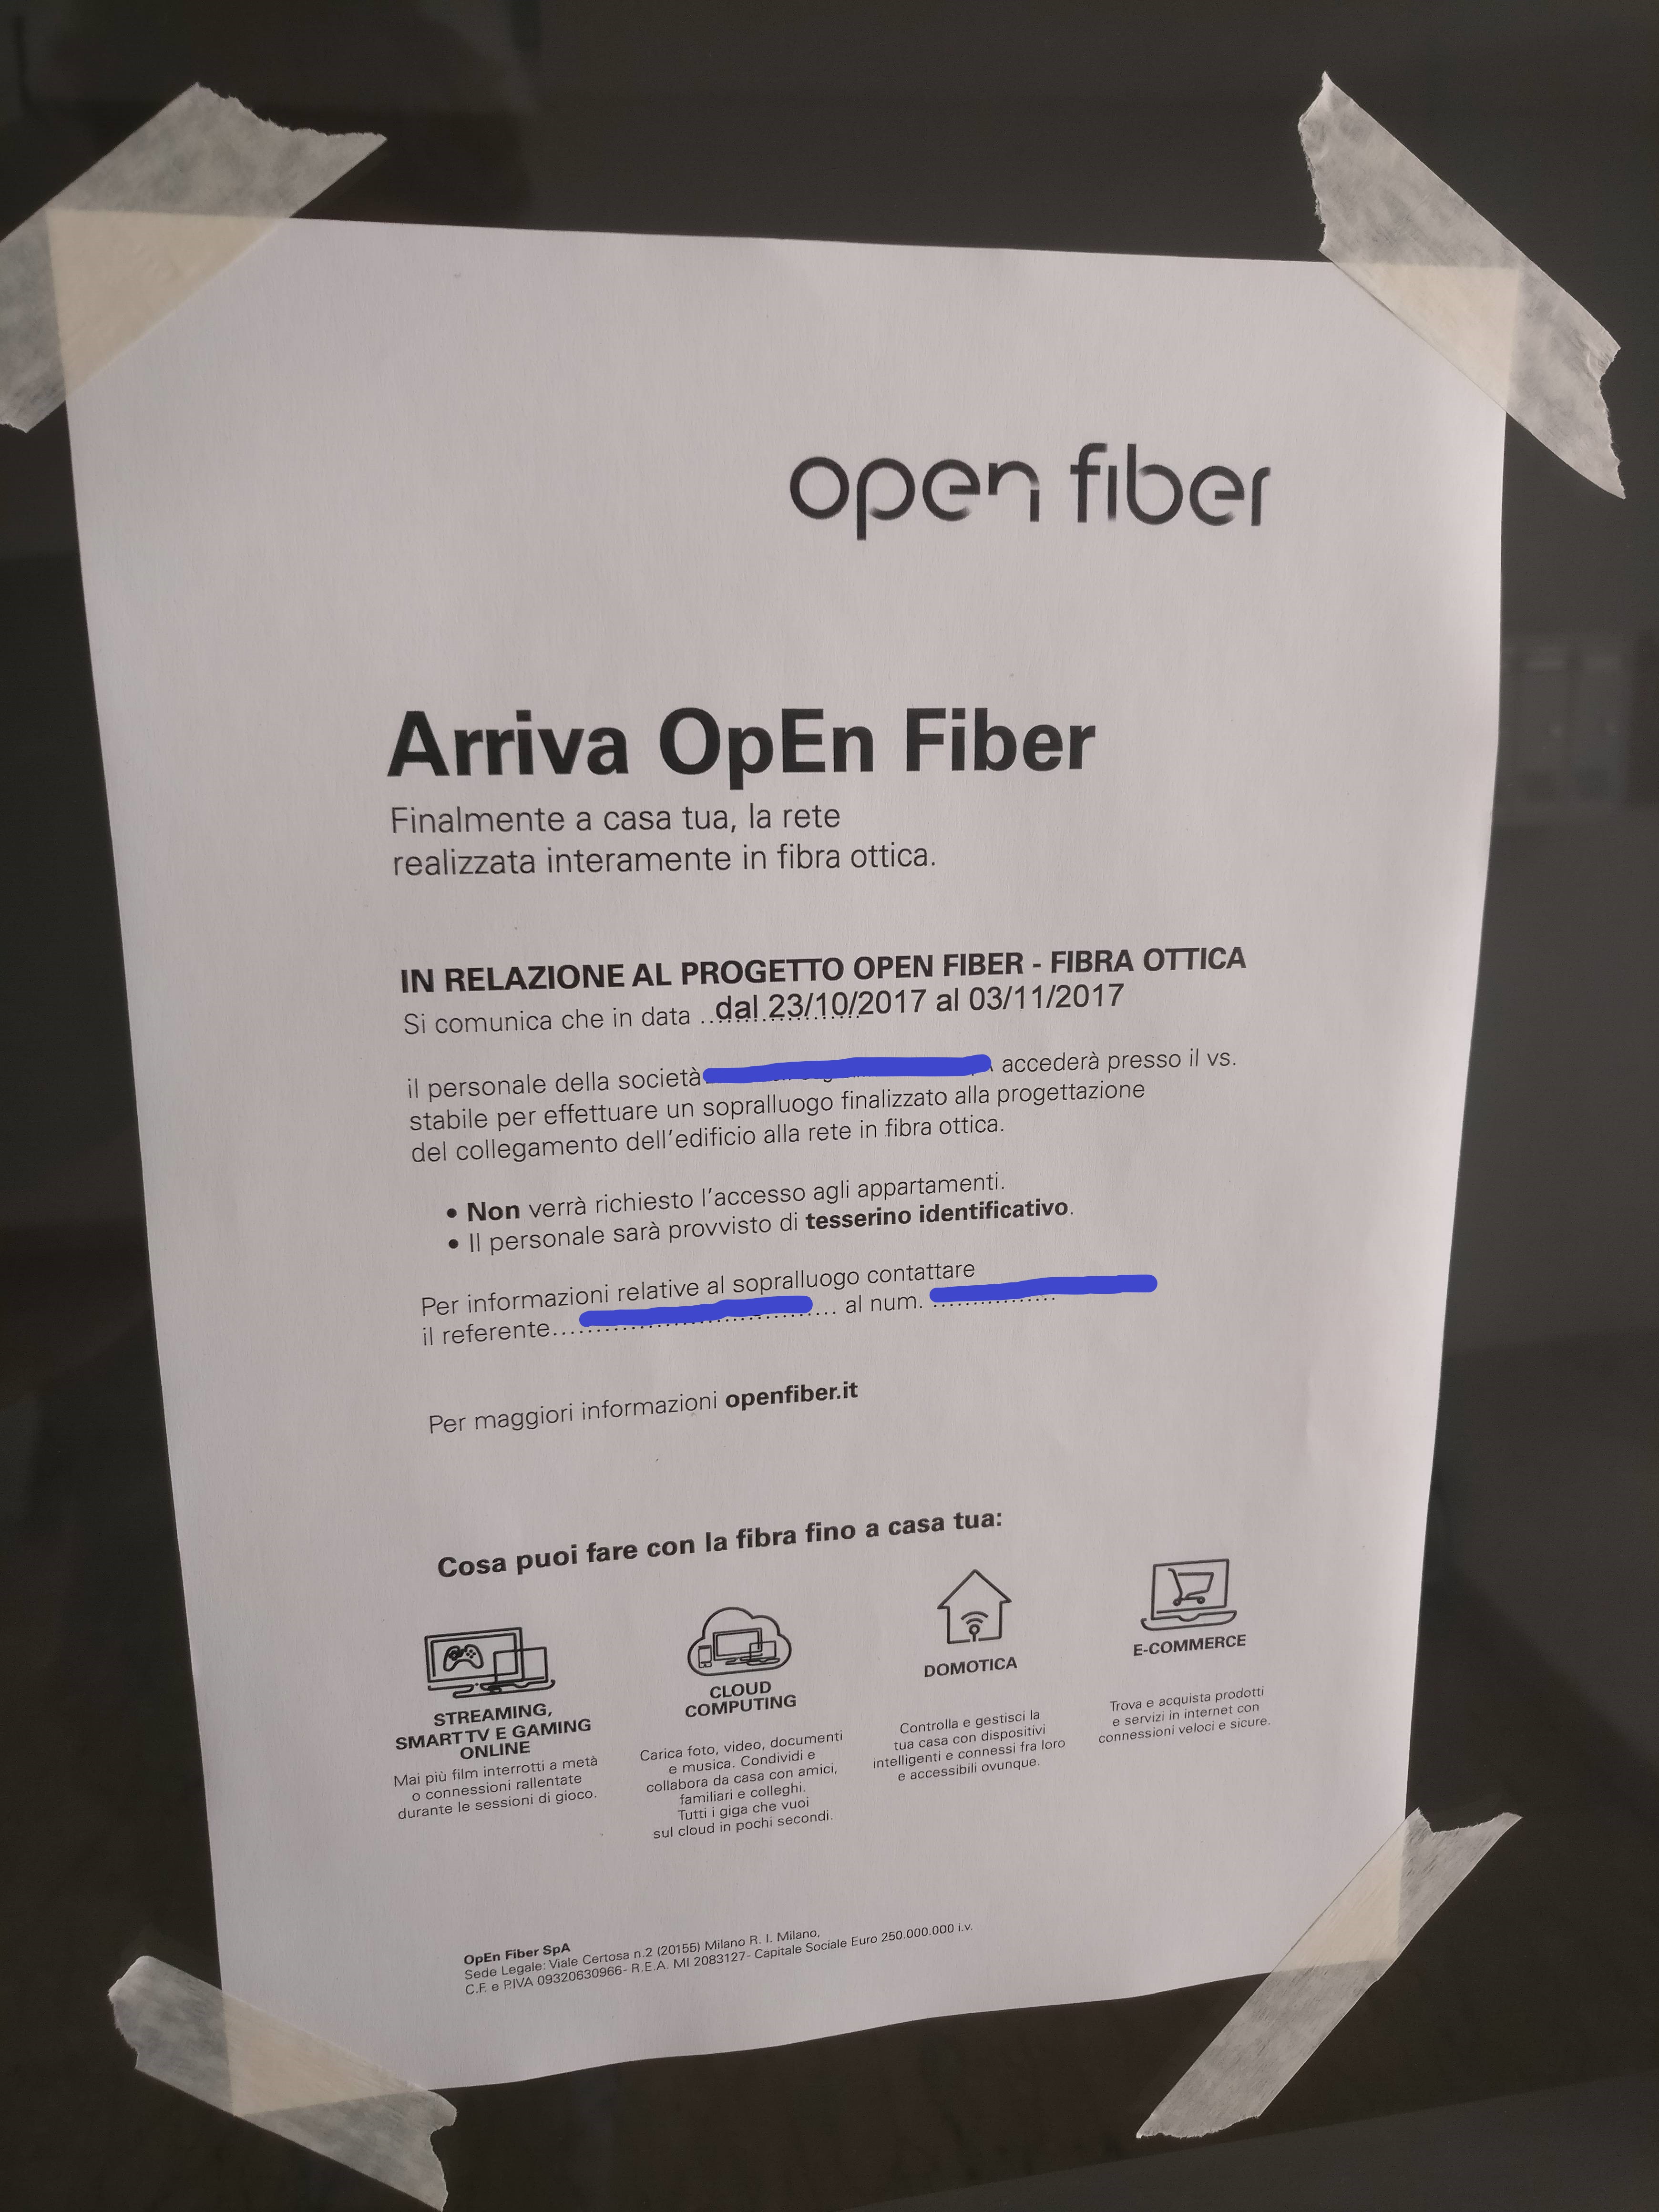 open fiber
Arriva OpEn Fiber
Finalmente a casa tua, la rete
realizzata interamente in fibra ottica.
IN RELAZIONE AL PROGETTO OPEN FIBER - FIBRA OTTICA
Si comunica che in data ..dal 23/10/2017 al 03/11/2017
il personale della società accederà presso il vs.
stabile per effettuare un sopralluogo finalizzato alla progettazione
del collegamento dell'edificio alla rete in fibra ottica.
• Non verrà richiesto l'accesso agli appartamenti.
• Il personale sarà provvisto di tesserino identificativo.
Per informazioni relative al sopralluogo contattare
il referente.... ... al num. ...............
Per maggiori informazioni openfiber.it
Cosa puoi fare con la fibra fino a casa tua:
STREAMING,
SMART TV E GAMING
ONLINE
Mai più film interrotti a metà
o connessioni rallentate
durante le sessioni di gioco.
CLOUD
COMPUTING
Carica foto, video, documenti
e musica. Condividi e
collabora da casa con amici,
familiari e colleghi.
Tutti i giga che vuoi
sul cloud in pochi secondi.
DOMOTICA
Controlla e gestisci la
tua casa con dispositivi
intelligenti e connessi fra loro
e accessibili ovunque.
E-COMMERCE
Trova e acquista prodotti
e servizi in internet con
connessioni veloci e sicure.
OpEn Fiber SpA
Sede Legale: Viale Certosa n.2 (20155) Milano R. I. Milano,
C.F. e P.IVA 09320630966- R.E.A. MI 2083127- Capitale Sociale Euro 250.000.000 i.v.